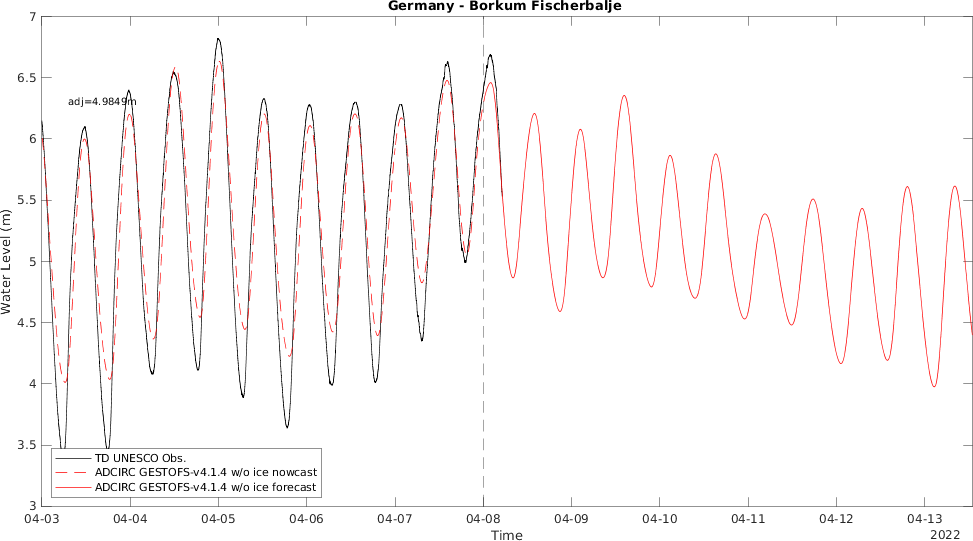 Germany - Borkum Fischerbalje
7
6.5
adj=4.9849m
6
5.5
5
4.5
4
3.5
3
Water Level (m)
TD UNESCO Obs.
ADCIRC GESTOFS-v4.1.4 w/o ice nowcast
ADCIRC GESTOFS-v4.1.4 w/o ice forecast
04-03 04-04 04-05 04-06 04-07 04-08 04-09 04-10 04-11 04-12 04-13
Time
2022